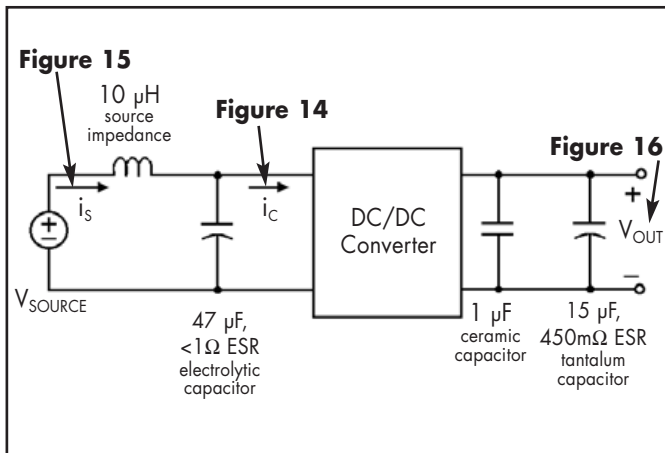 Figure 15
10 µH
source
impedance
Figure 14
Figure 16
i_S
i_C
DC/DC
Converter
+
V_OUT
–
+
–
V_SOURCE
47 µF,
<1Ω ESR
electrolytic
capacitor
1 µF
ceramic
capacitor
15 µF,
450mΩ ESR
tantalum
capacitor